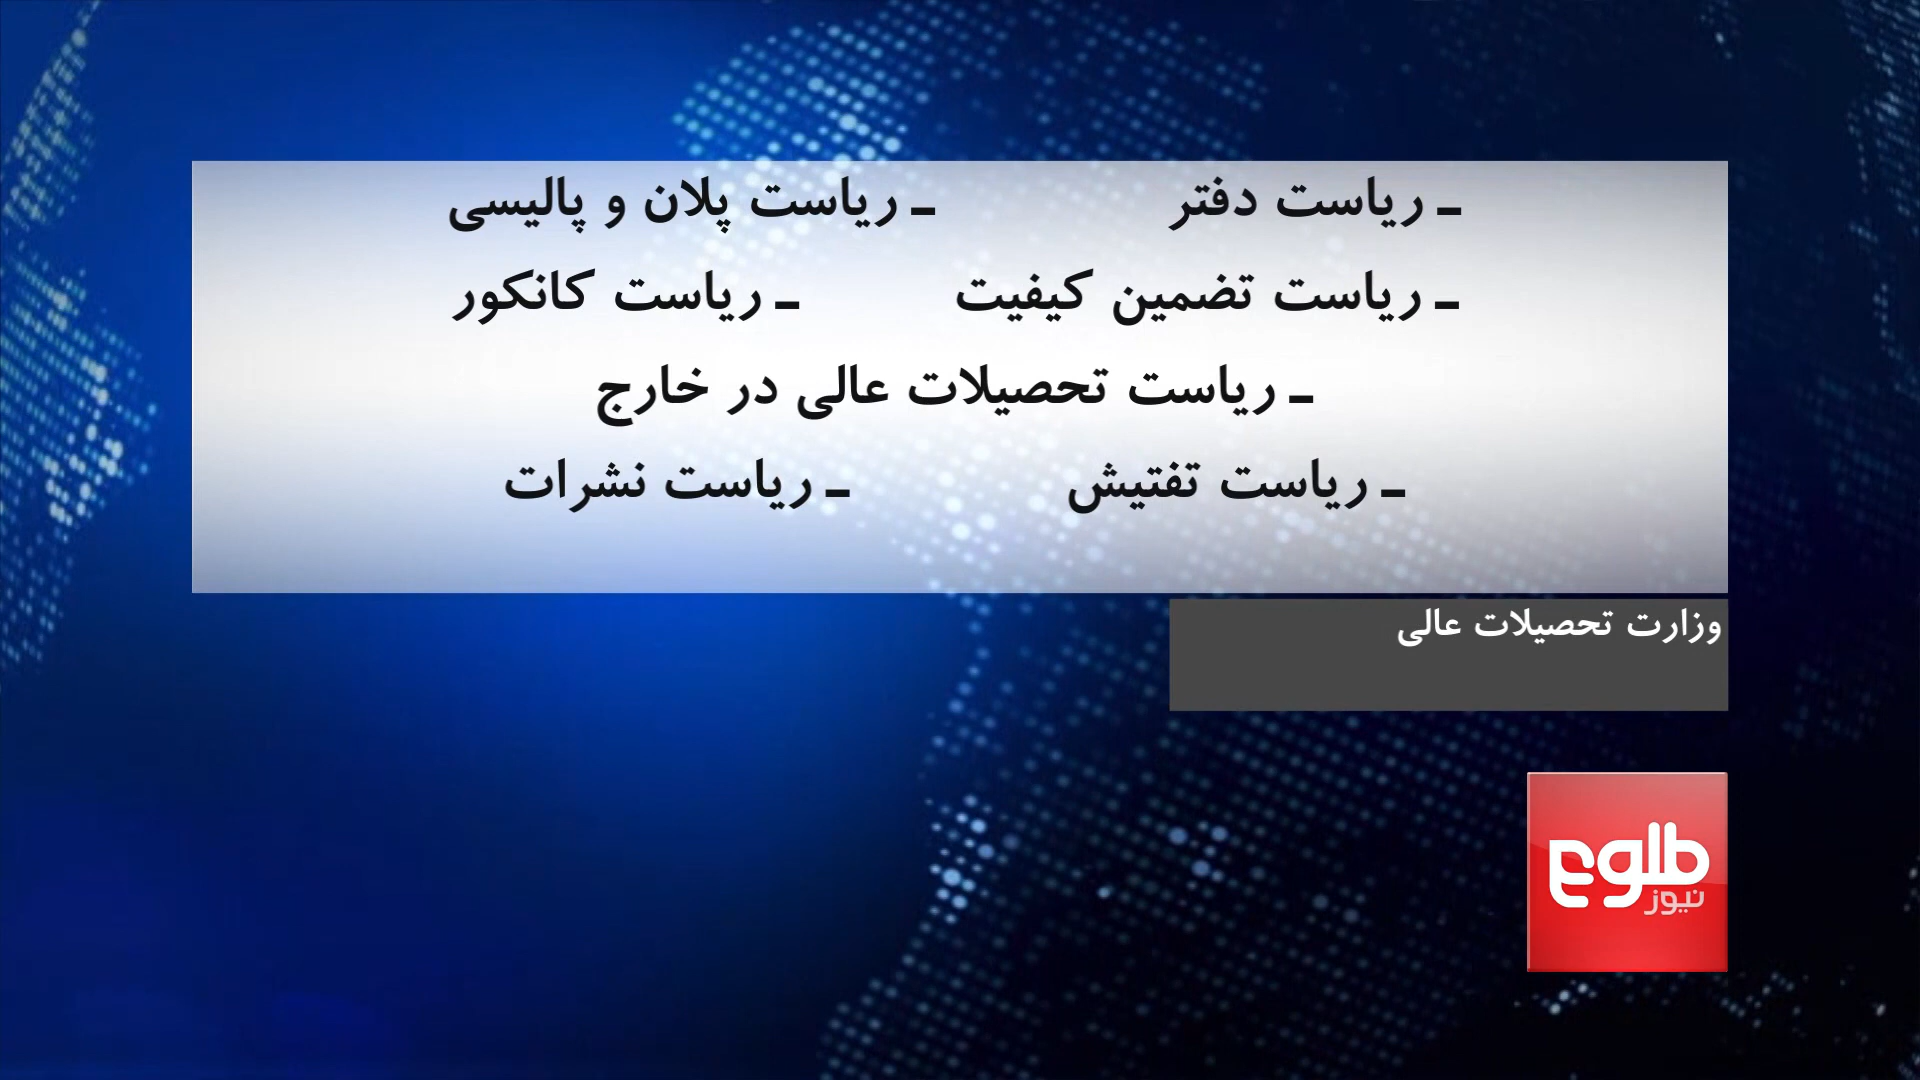 ـ ریاست دفتر ـ ریاست پلان و پالیسی
ـ ریاست تضمین کیفیت ـ ریاست کانکور
ـ ریاست تحصیلات عالی در خارج
ـ ریاست تفتیش ـ ریاست نشرات
وزارت تحصیلات عالی
طلوع
نیوز